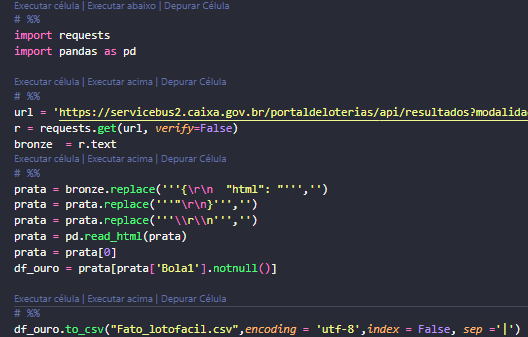 Executar célula | Executar abaixo | Depurar Célula
# %%
import requests
import pandas as pd
Executar célula | Executar acima | Depurar Célula
# %%
url = 'https://servicebus2.caixa.gov.br/portaldeloterias/api/resultados?modalida
r = requests.get(url, verify=False)
bronze  = r.text
Executar célula | Executar acima | Depurar Célula
# %%
prata = bronze.replace('''{\r\n  "html": "''','')
prata = prata.replace('''"\r\n}''','')
prata = prata.replace('''\\r\\n''','')
prata = pd.read_html(prata)
prata = prata[0]
df_ouro = prata[prata['Bola1'].notnull()]
Executar célula | Executar acima | Depurar Célula
# %%
df_ouro.to_csv("Fato_lotofacil.csv",encoding = 'utf-8',index = False, sep ='|')